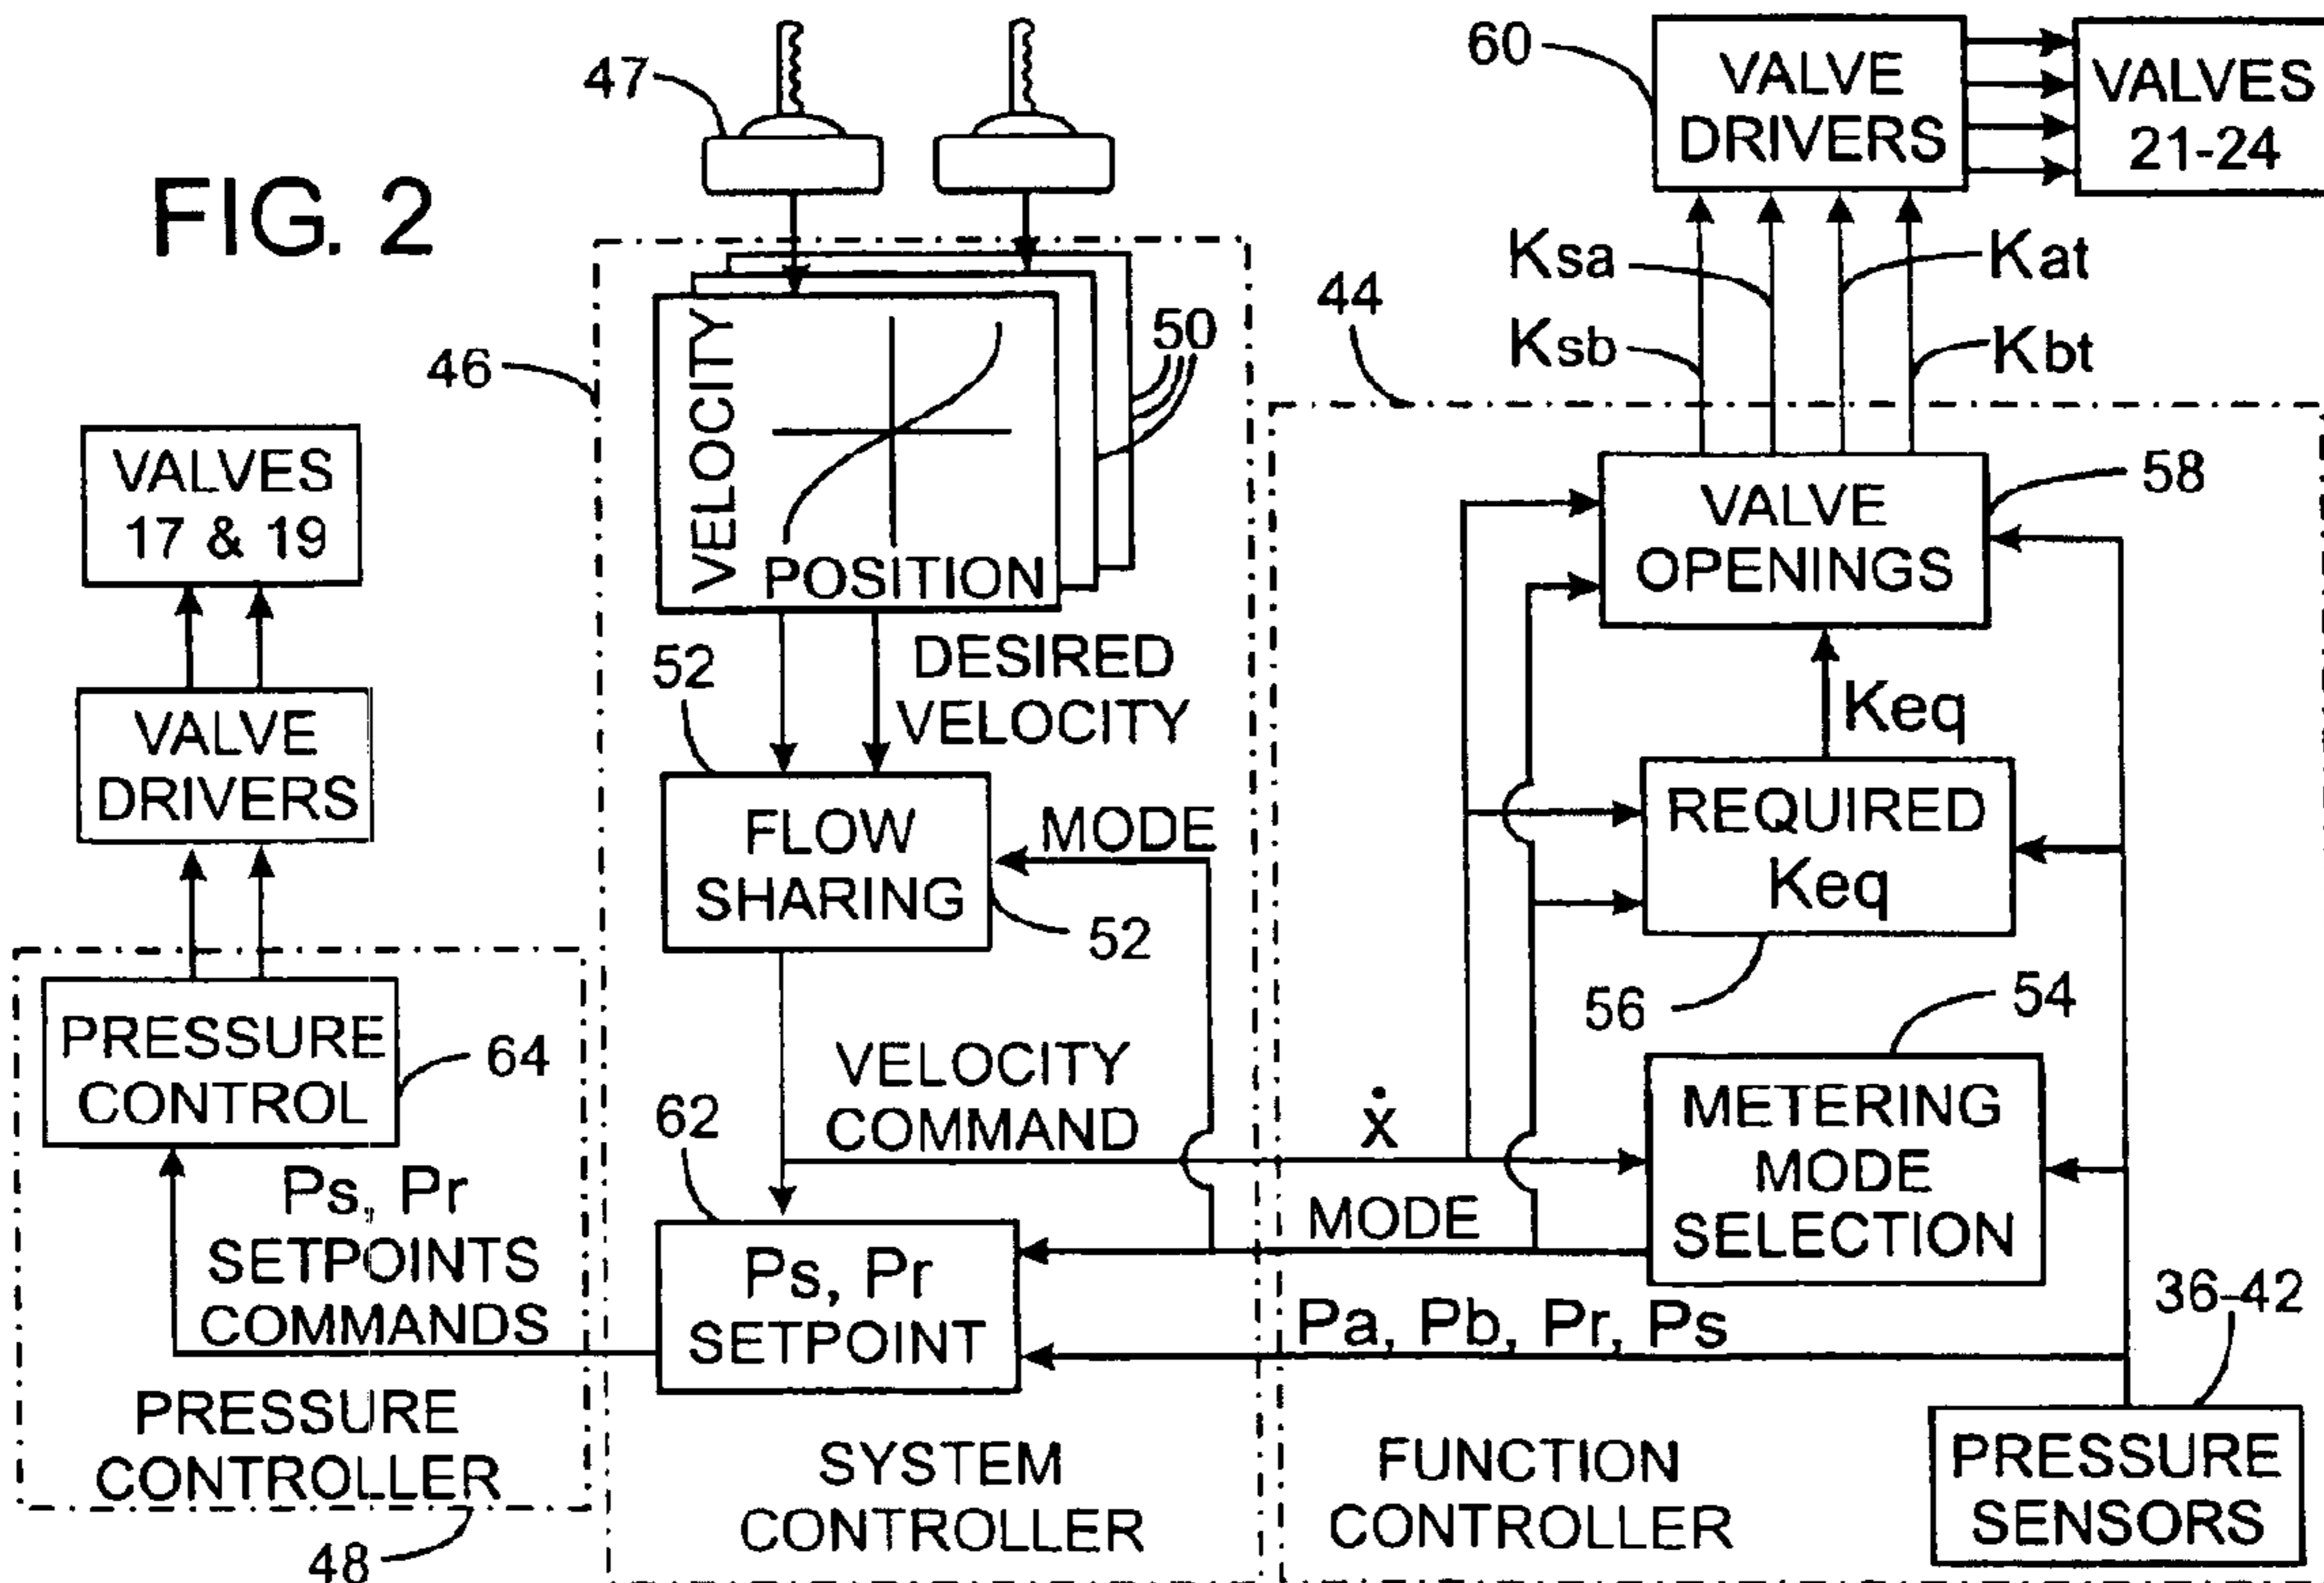 FIG. 2
47
60
VALVE
DRIVERS
VALVES
21-24
Ksa
Kat
Ksb
Kbt
44
46
50
VELOCITY
POSITION
VALVES
17 & 19
VALVE
OPENINGS
58
DESIRED
VELOCITY
52
Keq
VALVE
DRIVERS
FLOW
SHARING
MODE
52
REQUIRED
Keq
56
54
PRESSURE
CONTROL
64
VELOCITY
COMMAND
ẋ
METERING
MODE
SELECTION
62
MODE
Ps, Pr
SETPOINTS
COMMANDS
Ps, Pr
SETPOINT
Pa, Pb, Pr, Ps
36-42
PRESSURE
CONTROLLER
48
SYSTEM
CONTROLLER
FUNCTION
CONTROLLER
PRESSURE
SENSORS